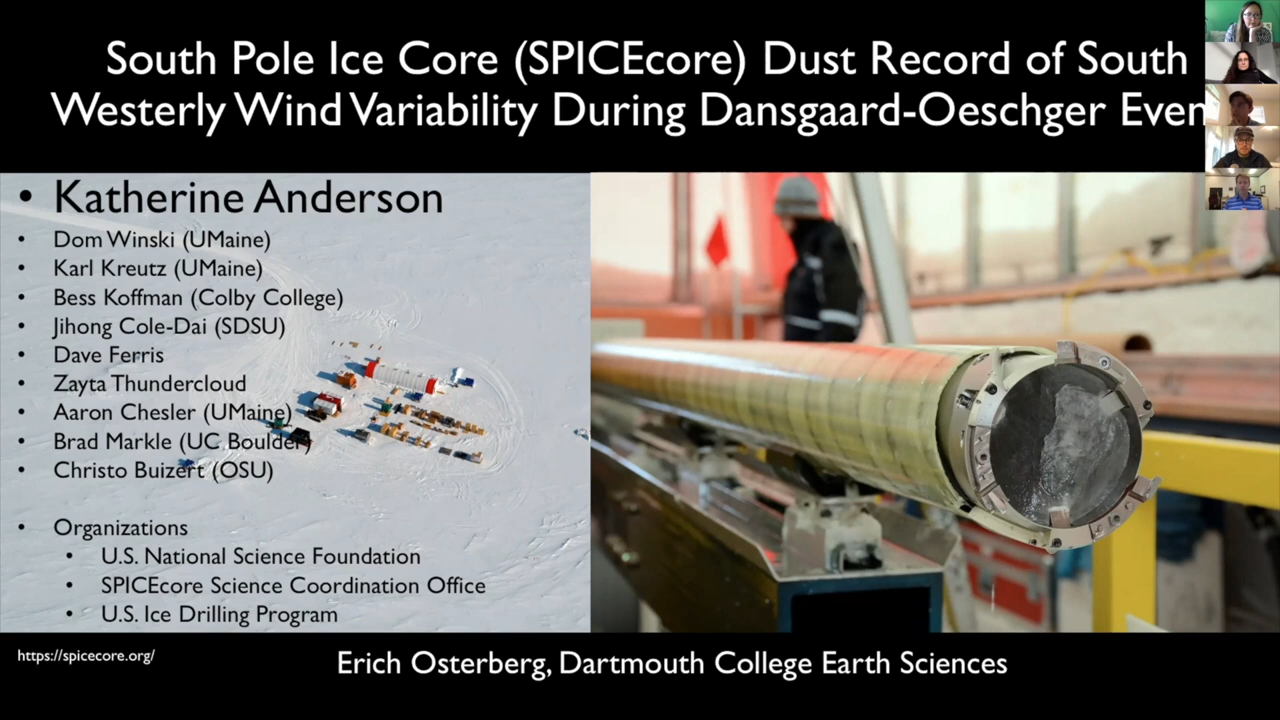 South Pole Ice Core (SPICEcore) Dust Record of South
Westerly Wind Variability During Dansgaard-Oeschger Even
• Katherine Anderson
• Dom Winski (UMaine)
• Karl Kreutz (UMaine)
• Bess Koffman (Colby College)
• Jihong Cole-Dai (SDSU)
• Dave Ferris
• Zayta Thundercloud
• Aaron Chesler (UMaine)
• Brad Markle (UC Boulder)
• Christo Buizert (OSU)
• Organizations
• U.S. National Science Foundation
• SPICEcore Science Coordination Office
• U.S. Ice Drilling Program
https://spicecore.org/
Erich Osterberg, Dartmouth College Earth Sciences